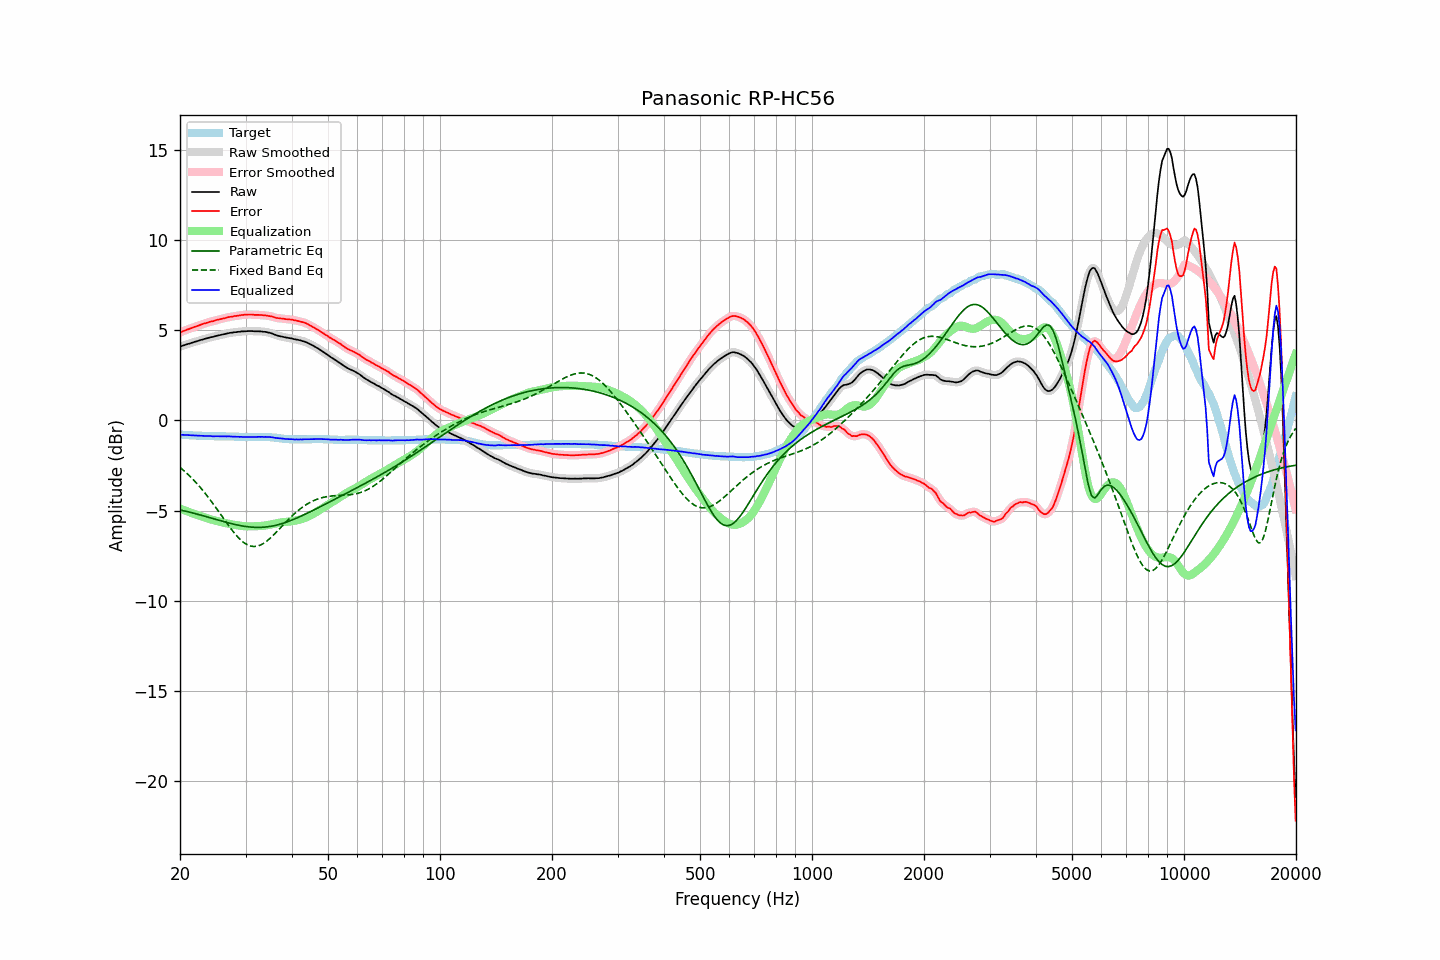 Panasonic RP-HC56
Target
Raw Smoothed
Error Smoothed
Raw
Error
Equalization
Parametric Eq
Fixed Band Eq
Equalized
Amplitude (dBr)
15
10
5
0
−5
−10
−15
−20
20 50 100 200 500 1000 2000 5000 10000 20000
Frequency (Hz)